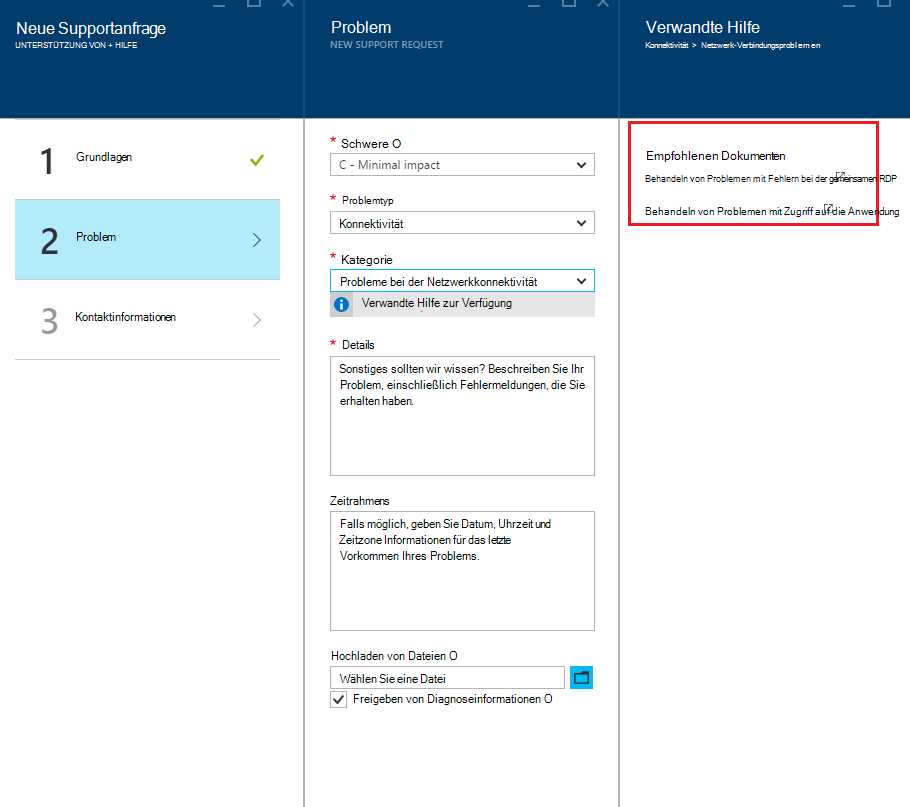 Neue Supportanfrage
UNTERSTÜTZUNG VON + HILFE
1
Grundlagen
2
Problem
3
Kontaktinformationen
Problem
NEW SUPPORT REQUEST
* Schwere O
C - Minimal impact
* Problemtyp
Konnektivität
* Kategorie
Probleme bei der Netzwerkkonnektivität
Verwandte Hilfe zur Verfügung
* Details
Sonstiges sollten wir wissen? Beschreiben Sie Ihr
Problem, einschließlich Fehlermeldungen, die Sie
erhalten haben.
Zeitrahmens
Falls möglich, geben Sie Datum, Uhrzeit und
Zeitzone Informationen für das letzte
Vorkommen Ihres Problems.
Hochladen von Dateien O
Wählen Sie eine Datei
Freigeben von Diagnoseinformationen O
Verwandte Hilfe
Konnektivität > Netzwerk-Verbindungsproblemen
Empfohlenen Dokumenten
Behandeln von Problemen mit Fehlern bei der gemeinsamen RDP
Behandeln von Problemen mit Zugriff auf die Anwendung